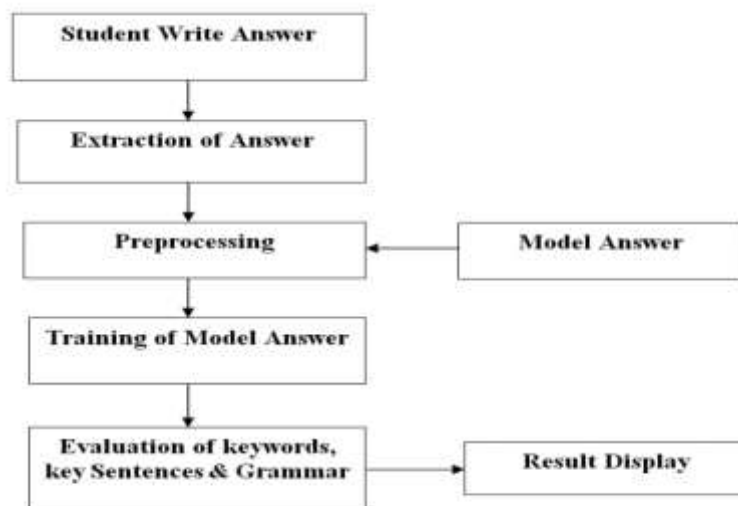 Student Write Answer
Extraction of Answer
Preprocessing
Model Answer
Training of Model Answer
Evaluation of keywords,
key Sentences & Grammar
Result Display